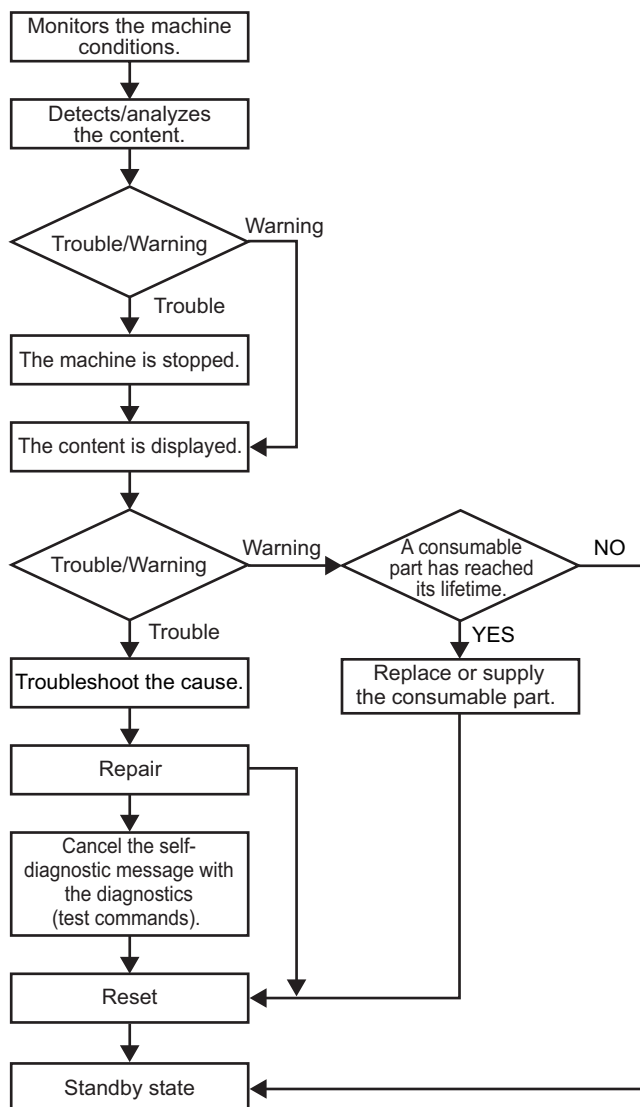 Monitors the machine
conditions.
Detects/analyzes
the content.
Trouble/Warning
Warning
Trouble
The machine is stopped.
The content is displayed.
Trouble/Warning
Warning
A consumable
part has reached
its lifetime.
NO
Trouble
YES
Troubleshoot the cause.
Replace or supply
the consumable part.
Repair
Cancel the self-
diagnostic message with
the diagnostics
(test commands).
Reset
Standby state